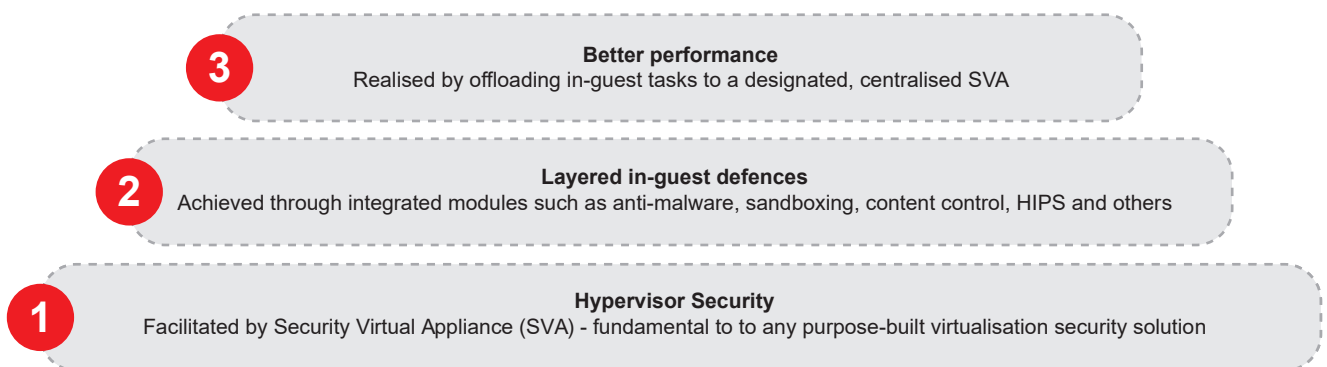 3
Better performance
Realised by offloading in-guest tasks to a designated, centralised SVA
2
Layered in-guest defences
Achieved through integrated modules such as anti-malware, sandboxing, content control, HIPS and others
1
Hypervisor Security
Facilitated by Security Virtual Appliance (SVA) - fundamental to to any purpose-built virtualisation security solution